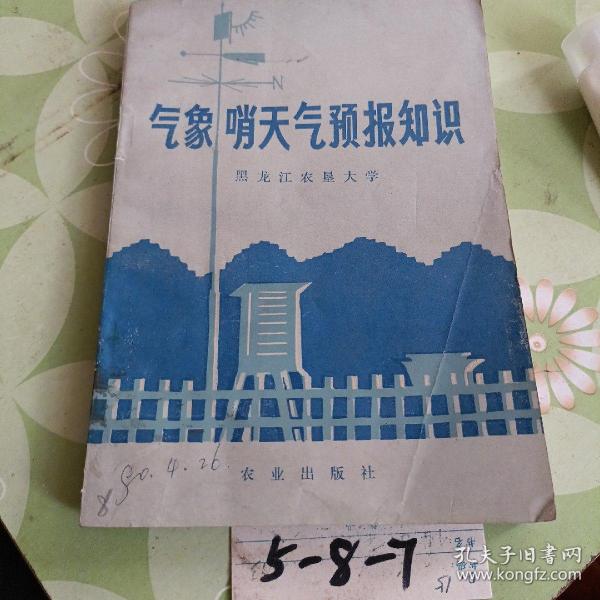 N
气象哨天气预报知识
黑龙江农垦大学
80.4.26.
农业出版社
5-8-7
15
孔夫子旧书网
www.kongfz.com